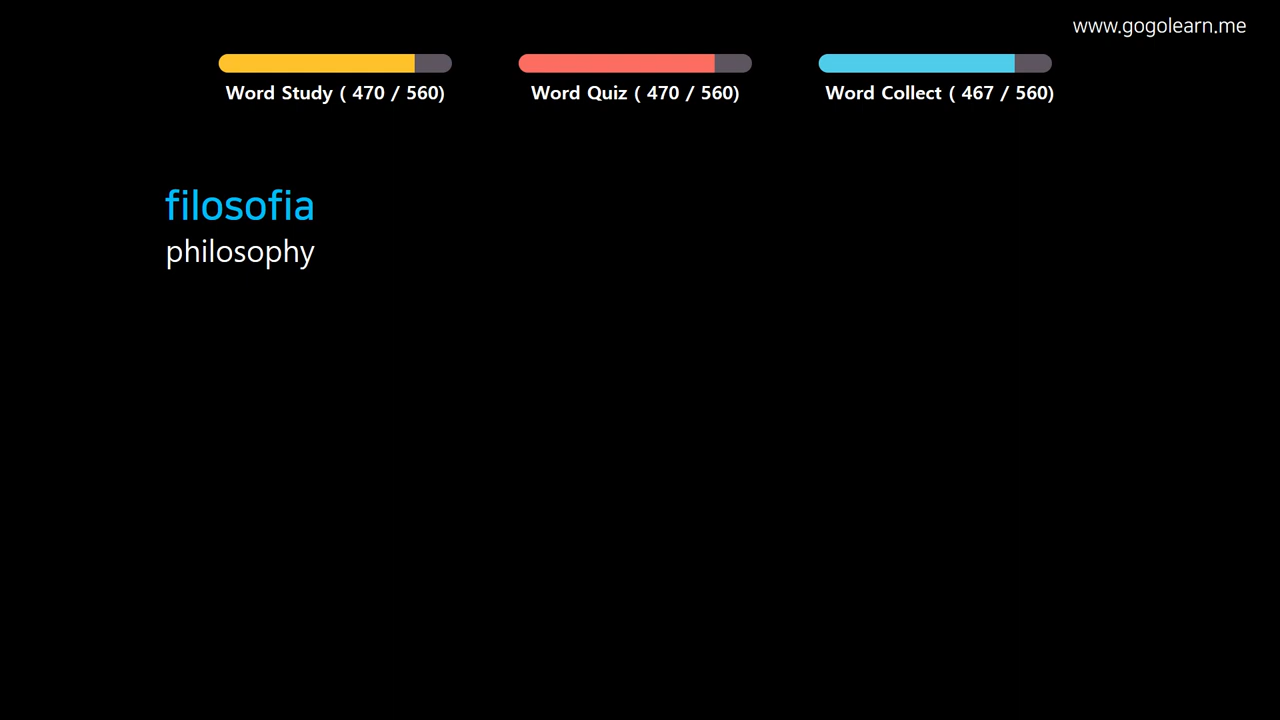 www.gogolearn.me
Word Study ( 470 / 560)
Word Quiz ( 470 / 560)
Word Collect ( 467 / 560)
filosofia
philosophy